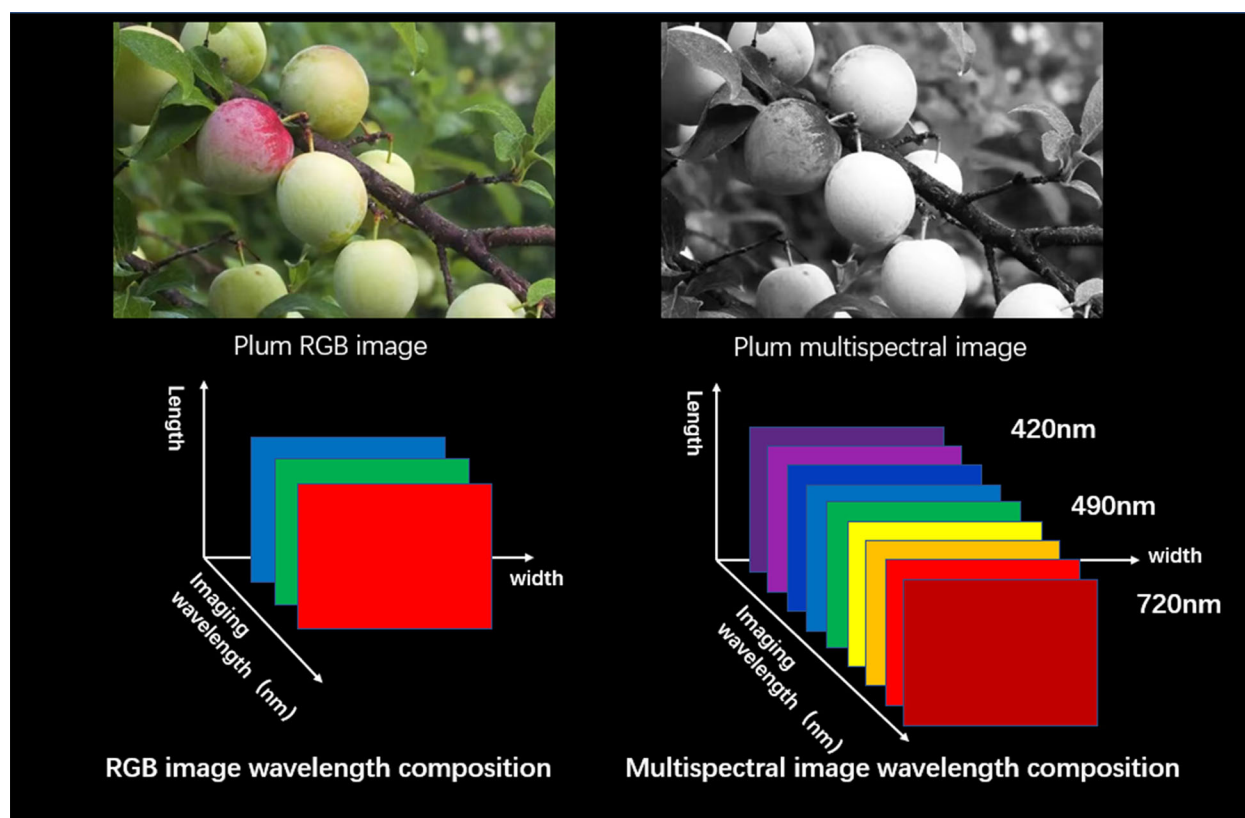 Plum RGB image
Plum multispectral image
Length
width
Imaging
wavelength (nm)
RGB image wavelength composition
Length
420nm
490nm
width
720nm
Imaging
wavelength (nm)
Multispectral image wavelength composition